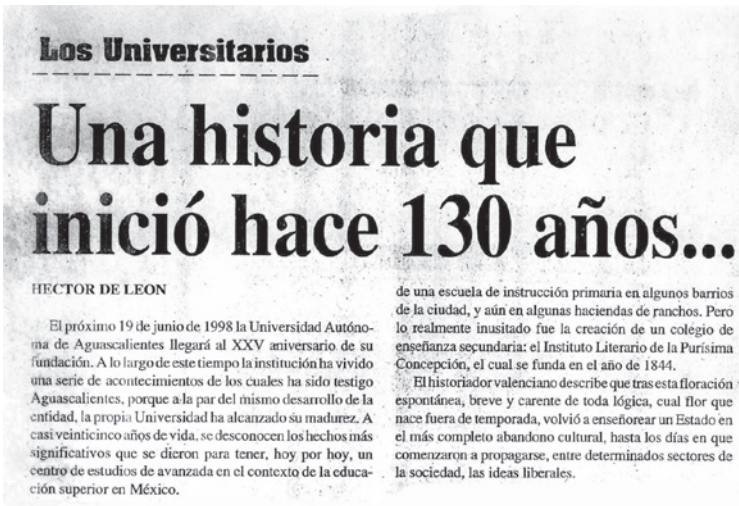 Los Universitarios
Una historia que
inició hace 130 años...
HECTOR DE LEON
El próximo 19 de junio de 1998 la Universidad Autóno-
ma de Aguascalientes llegará al XXV aniversario de su
fundación. A lo largo de este tiempo la institución ha vivido
una serie de acontecimientos de los cuales ha sido testigo
Aguascalientes, porque a la par del mismo desarrollo de la
entidad, la propia Universidad ha alcanzado su madurez. A
casi veinticinco años de vida, se desconocen los hechos más
significativos que se dieron para tener, hoy por hoy, un
centro de estudios de avanzada en el contexto de la educa-
ción superior en México.
de una escuela de instrucción primaria en algunos barrios
de la ciudad, y aún en algunas haciendas de ranchos. Pero
lo realmente inusitado fue la creación de un colegio de
enseñanza secundaria: el Instituto Literario de la Purísima
Concepción, el cual se funda en el año de 1844.
El historiador valenciano describe que tras esta floración
espontánea, breve y carente de toda lógica, cual flor que
nace fuera de temporada, volvió a enseñorear un Estado en
el más completo abandono cultural, hasta los días en que
comenzaron a propagarse, entre determinados sectores de
la sociedad, las ideas liberales.